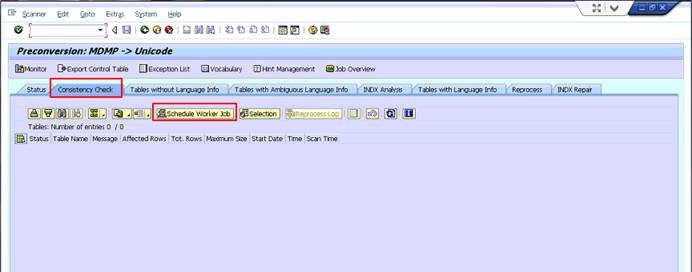 Scanner Edit Goto Extras System Help
Preconversion: MDMP -> Unicode
Monitor Export Control Table Exception List Vocabulary Hint Management Job Overview
Status Consistency Check Tables without Language Info Tables with Ambiguous Language Info INDX Analysis Tables with Language Info Reprocess INDX Repair
Schedule Worker Job Selection Reprocess Log
Tables: Number of entries 0 / 0
Status Table Name Message Affected Rows Tot. Rows Maximum Size Start Date Time Scan Time